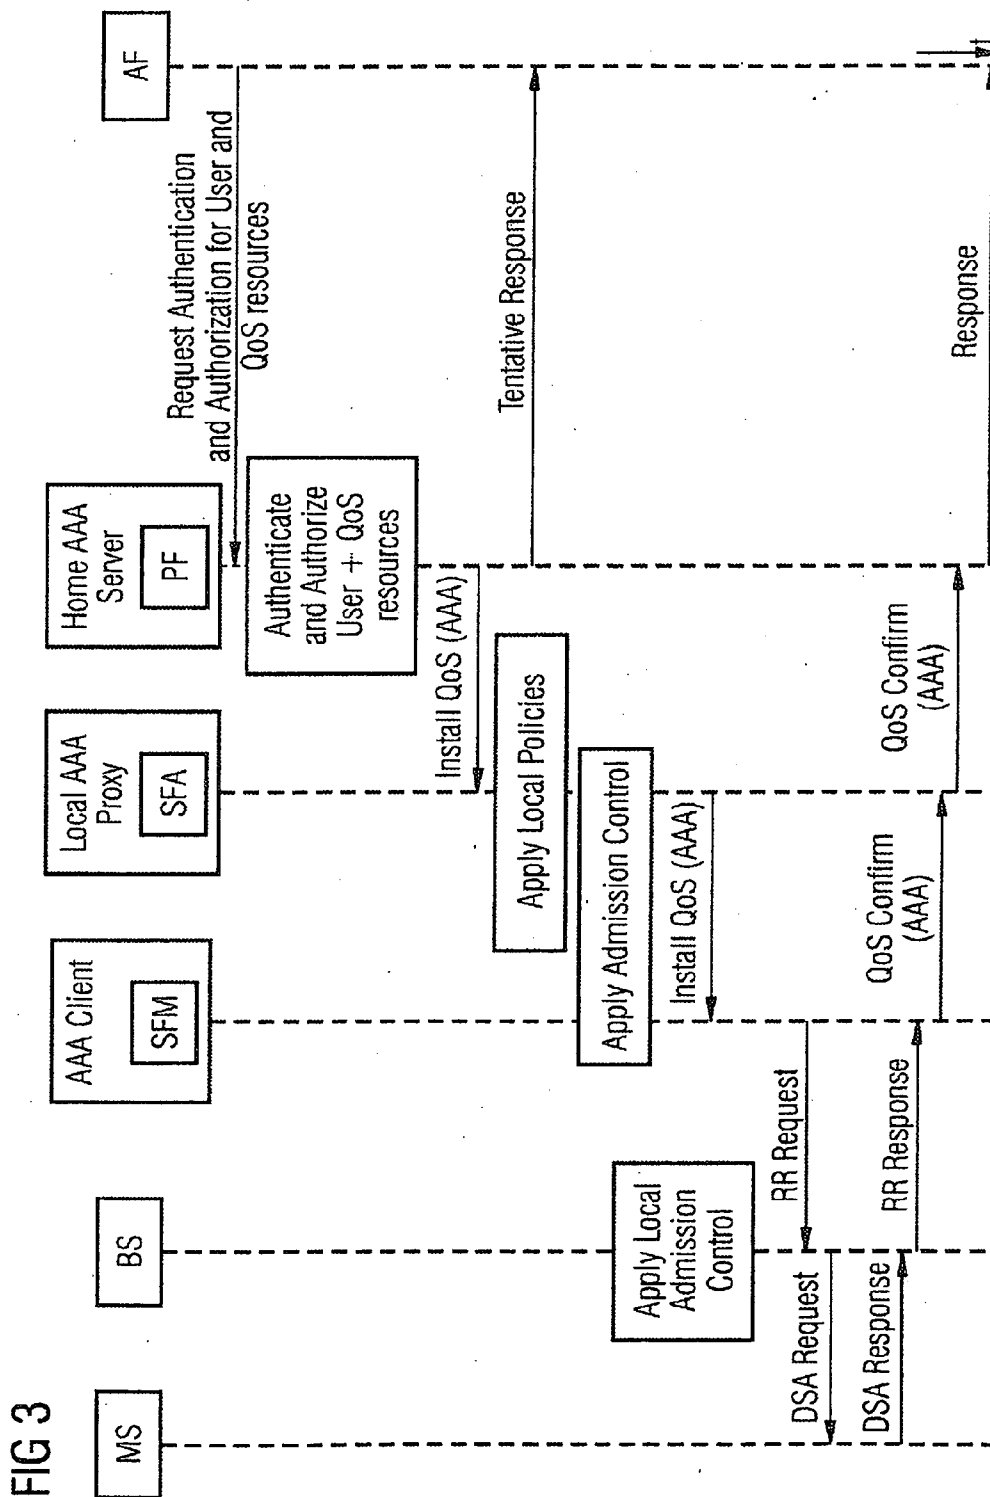 FIG 3
MS
BS
AAA Client
SFM
Local AAA
Proxy
SFA
Home AAA
Server
PF
AF
Request Authentication
and Authorization for User and
QoS resources
Authenticate
and Authorize
User + QoS
resources
Install QoS (AAA)
Tentative Response
Apply Local Policies
Apply Admission Control
Install QoS (AAA)
Apply Local
Admission
Control
RR Request
DSA Request
DSA Response
RR Response
QoS Confirm
(AAA)
QoS Confirm
(AAA)
Response
t